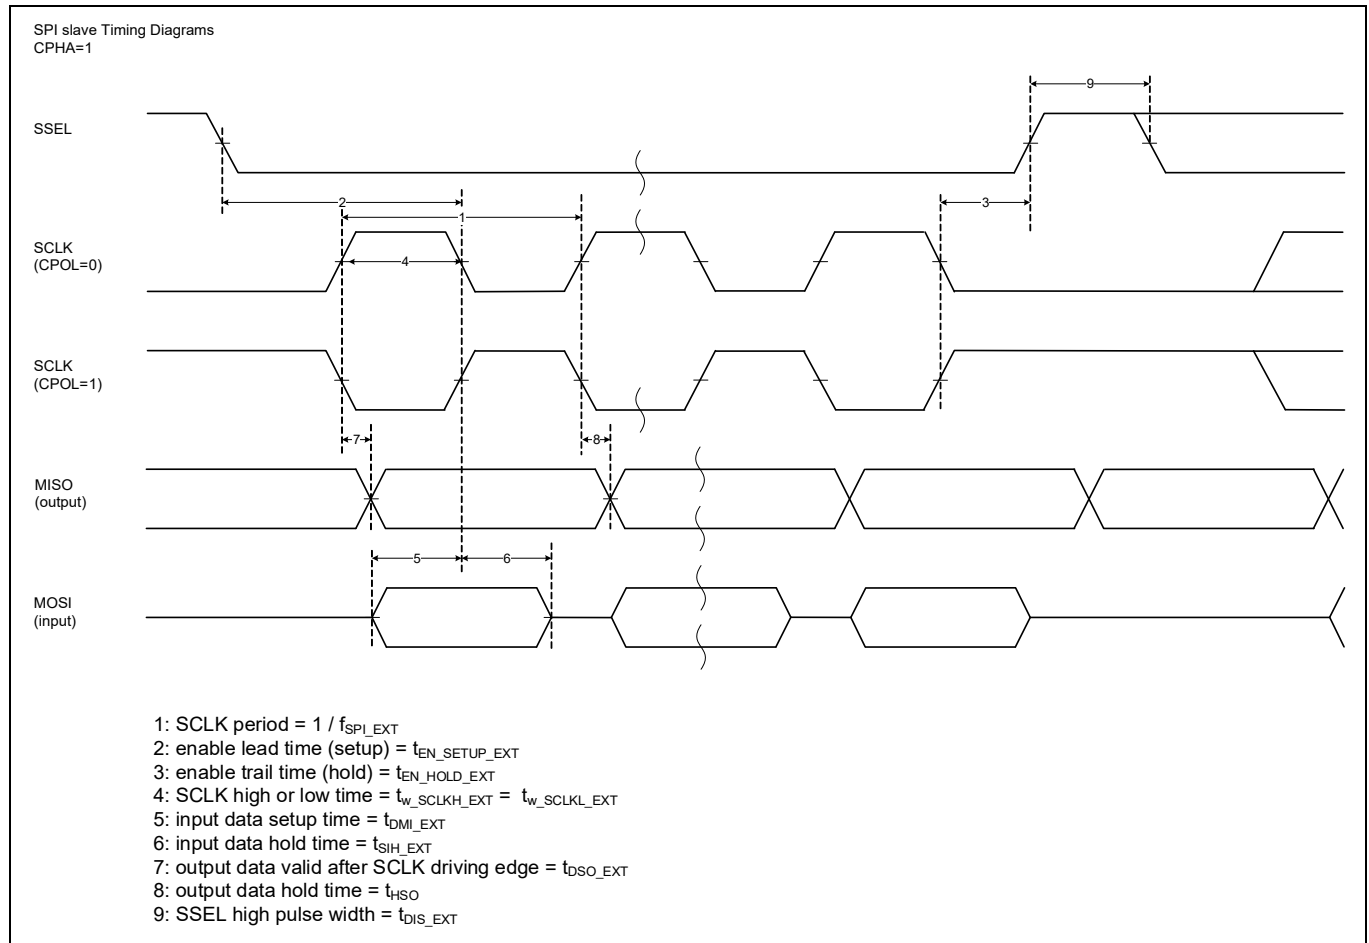 SPI slave Timing Diagrams
CPHA=1
9
SSEL
2
3
1
SCLK
(CPOL=0)
4
SCLK
(CPOL=1)
7
8
MISO
(output)
5
6
MOSI
(input)
1: SCLK period = 1 / fSPI_EXT
2: enable lead time (setup) = tEN_SETUP_EXT
3: enable trail time (hold) = tEN_HOLD_EXT
4: SCLK high or low time = tw_SCLKH_EXT = tw_SCLKL_EXT
5: input data setup time = tDMI_EXT
6: input data hold time = tSIH_EXT
7: output data valid after SCLK driving edge = tDSO_EXT
8: output data hold time = tHSO
9: SSEL high pulse width = tDIS_EXT